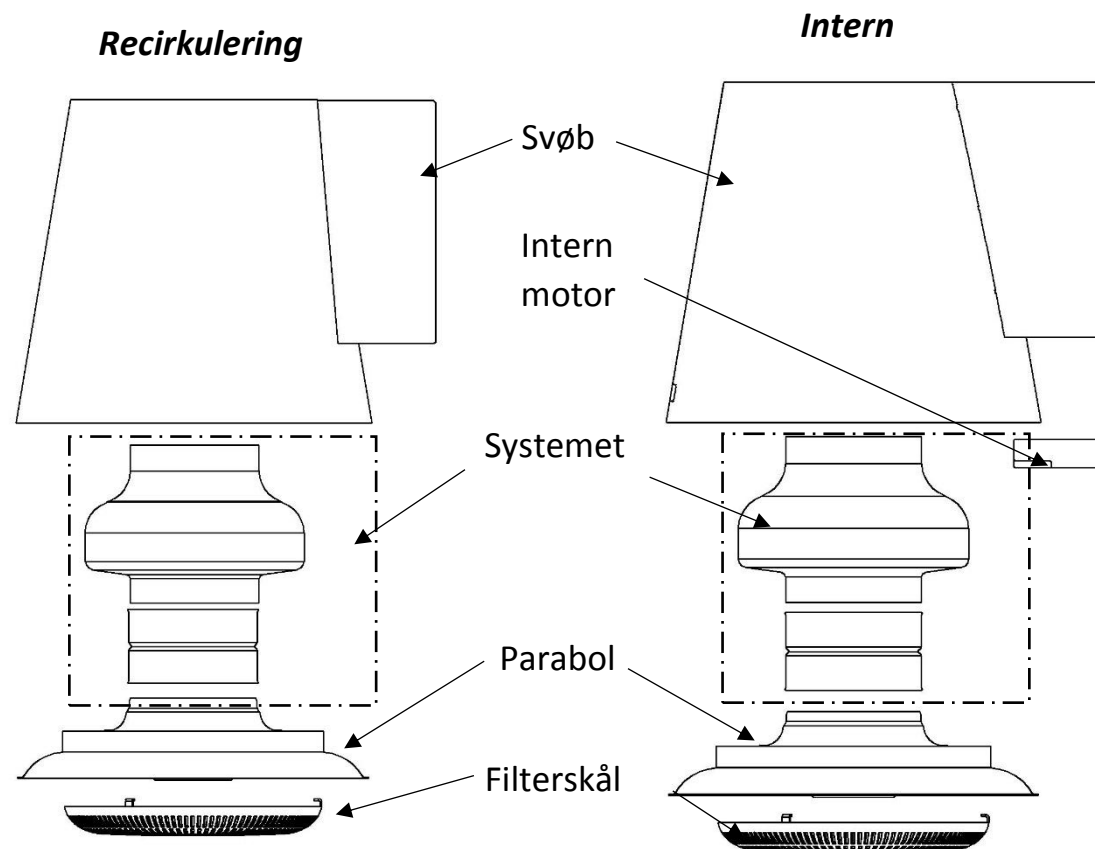 Recirkulering
Intern
Svøb
Intern
motor
Systemet
Parabol
Filterskål